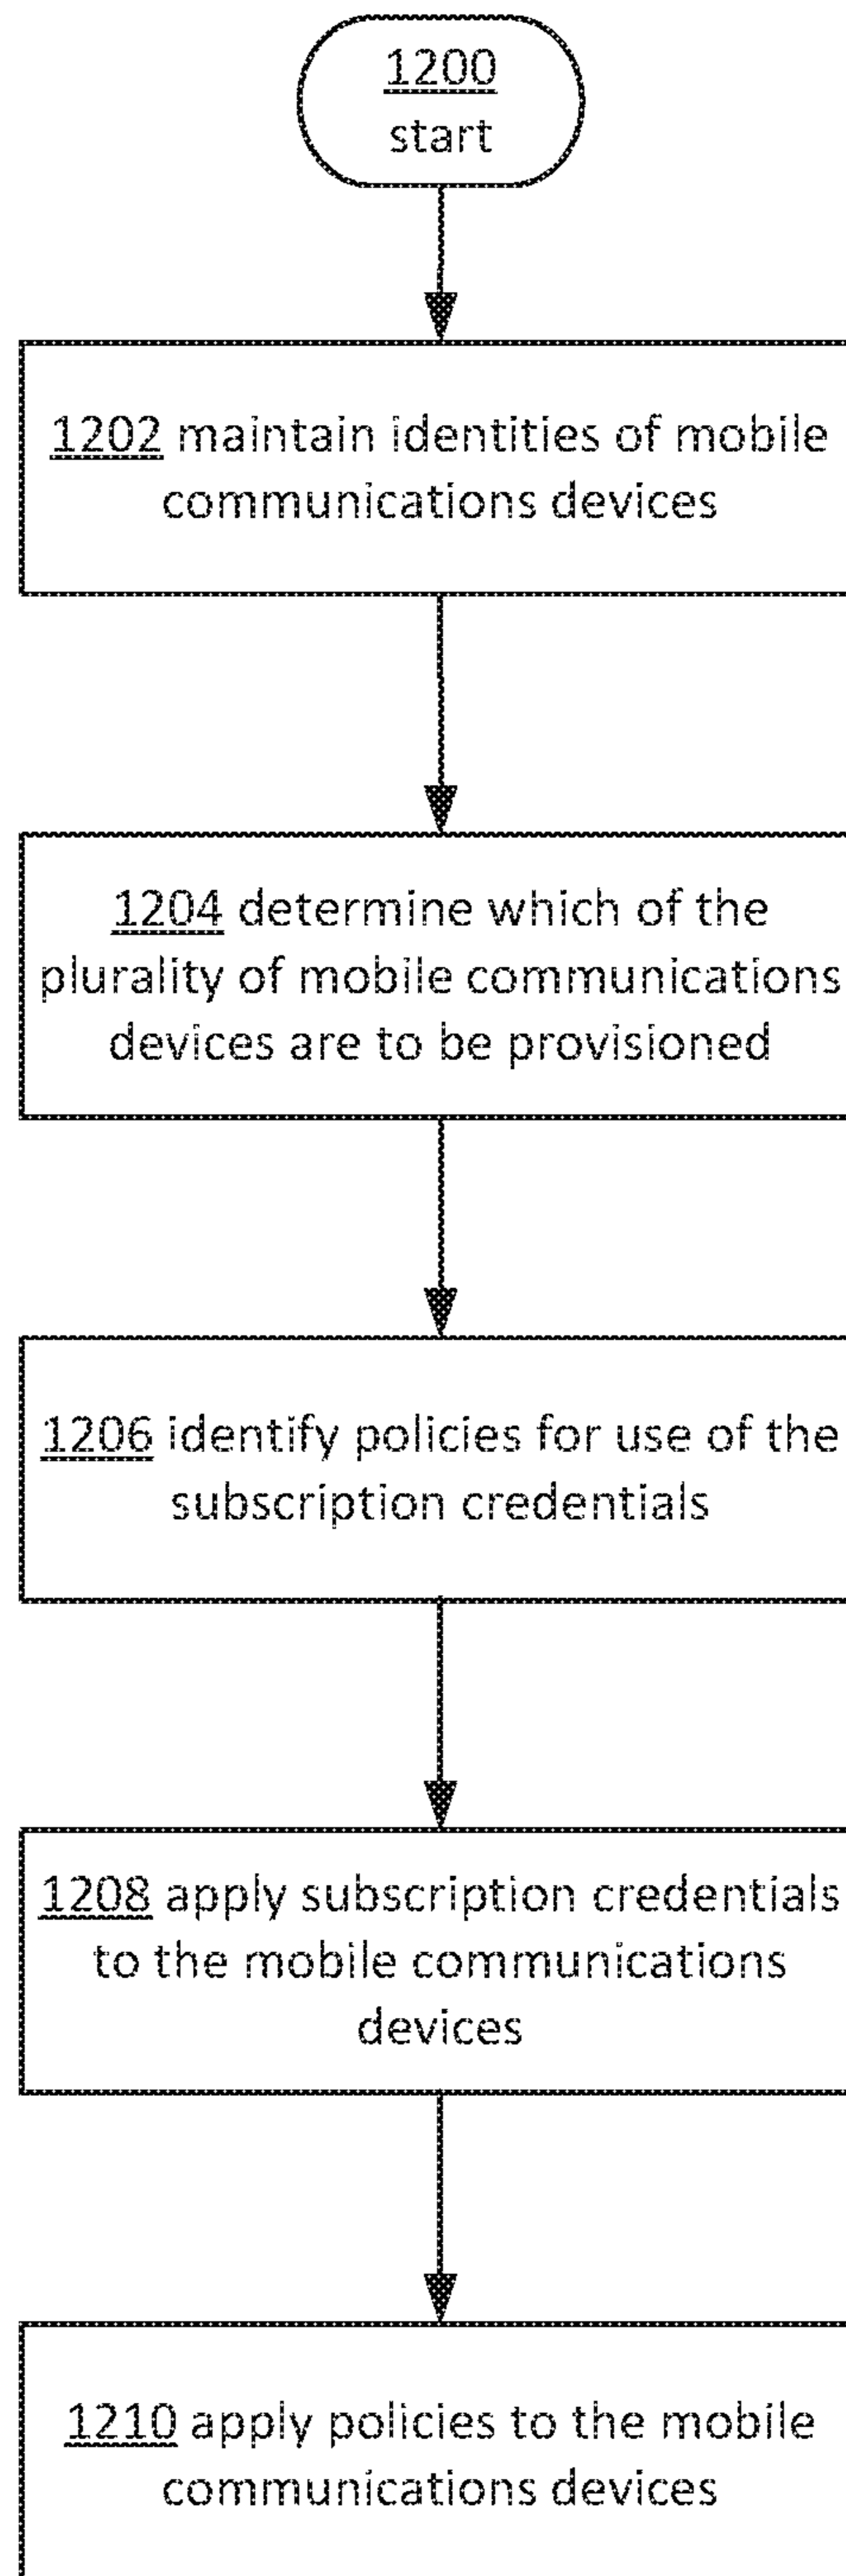 1200
start
1202 maintain identities of mobile
communications devices
1204 determine which of the
plurality of mobile communications
devices are to be provisioned
1206 identify policies for use of the
subscription credentials
1208 apply subscription credentials
to the mobile communications
devices
1210 apply policies to the mobile
communications devices